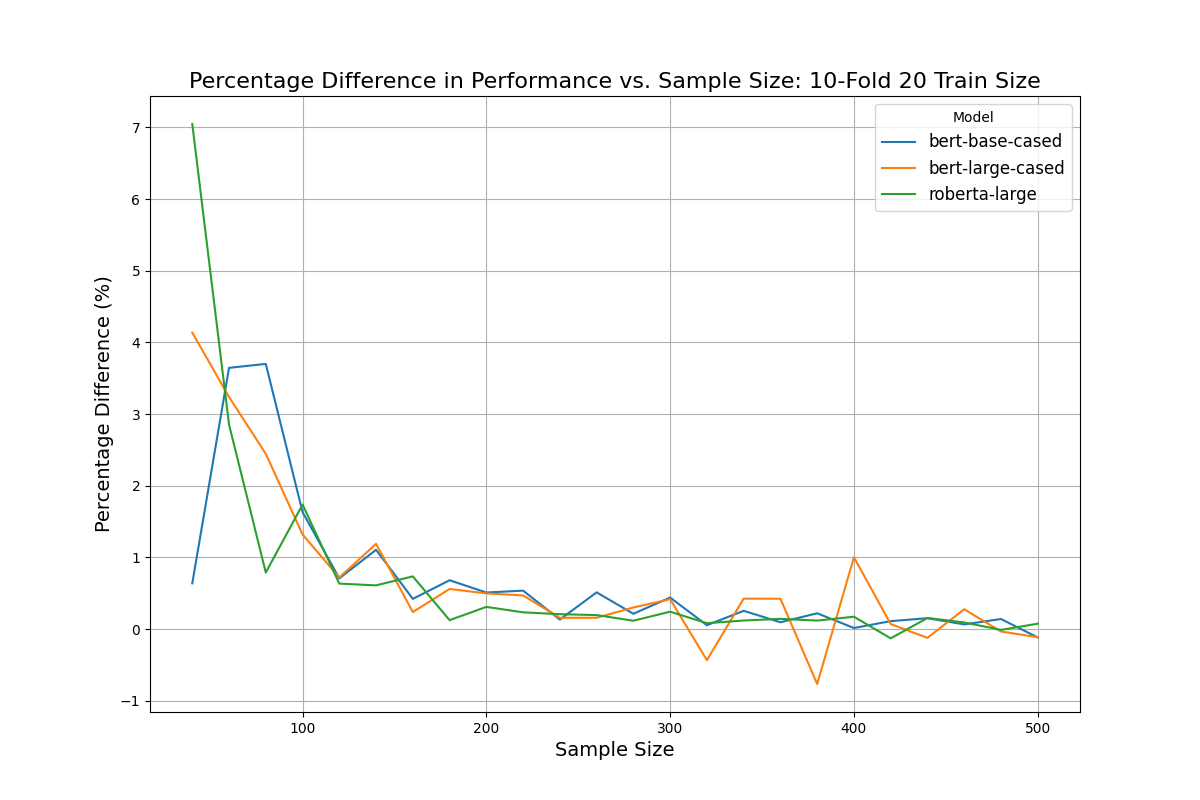 Percentage Difference in Performance vs. Sample Size: 10-Fold 20 Train Size
Model
bert-base-cased
bert-large-cased
roberta-large
Percentage Difference (%)
7
6
5
4
3
2
1
0
−1
100
200
300
400
500
Sample Size